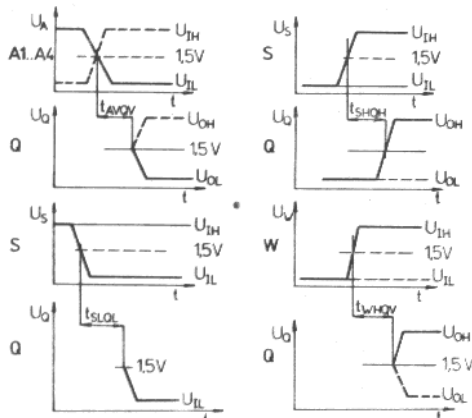 U_A
U_IH
A1..A4
1,5V
U_IL
t
t_AVQV
U_Q
U_OH
Q
1,5V
U_OL
t
U_S
U_IH
S
1,5V
U_IL
t
t_SLQL
U_Q
Q
1,5V
U_IL
t
U_S
U_IH
S
1,5V
U_IL
t
t_SHQH
U_Q
U_OH
Q
U_OL
t
U_W
U_IH
W
1,5V
U_IL
t
t_WHQV
U_Q
U_OH
Q
1,5V
U_OL
t